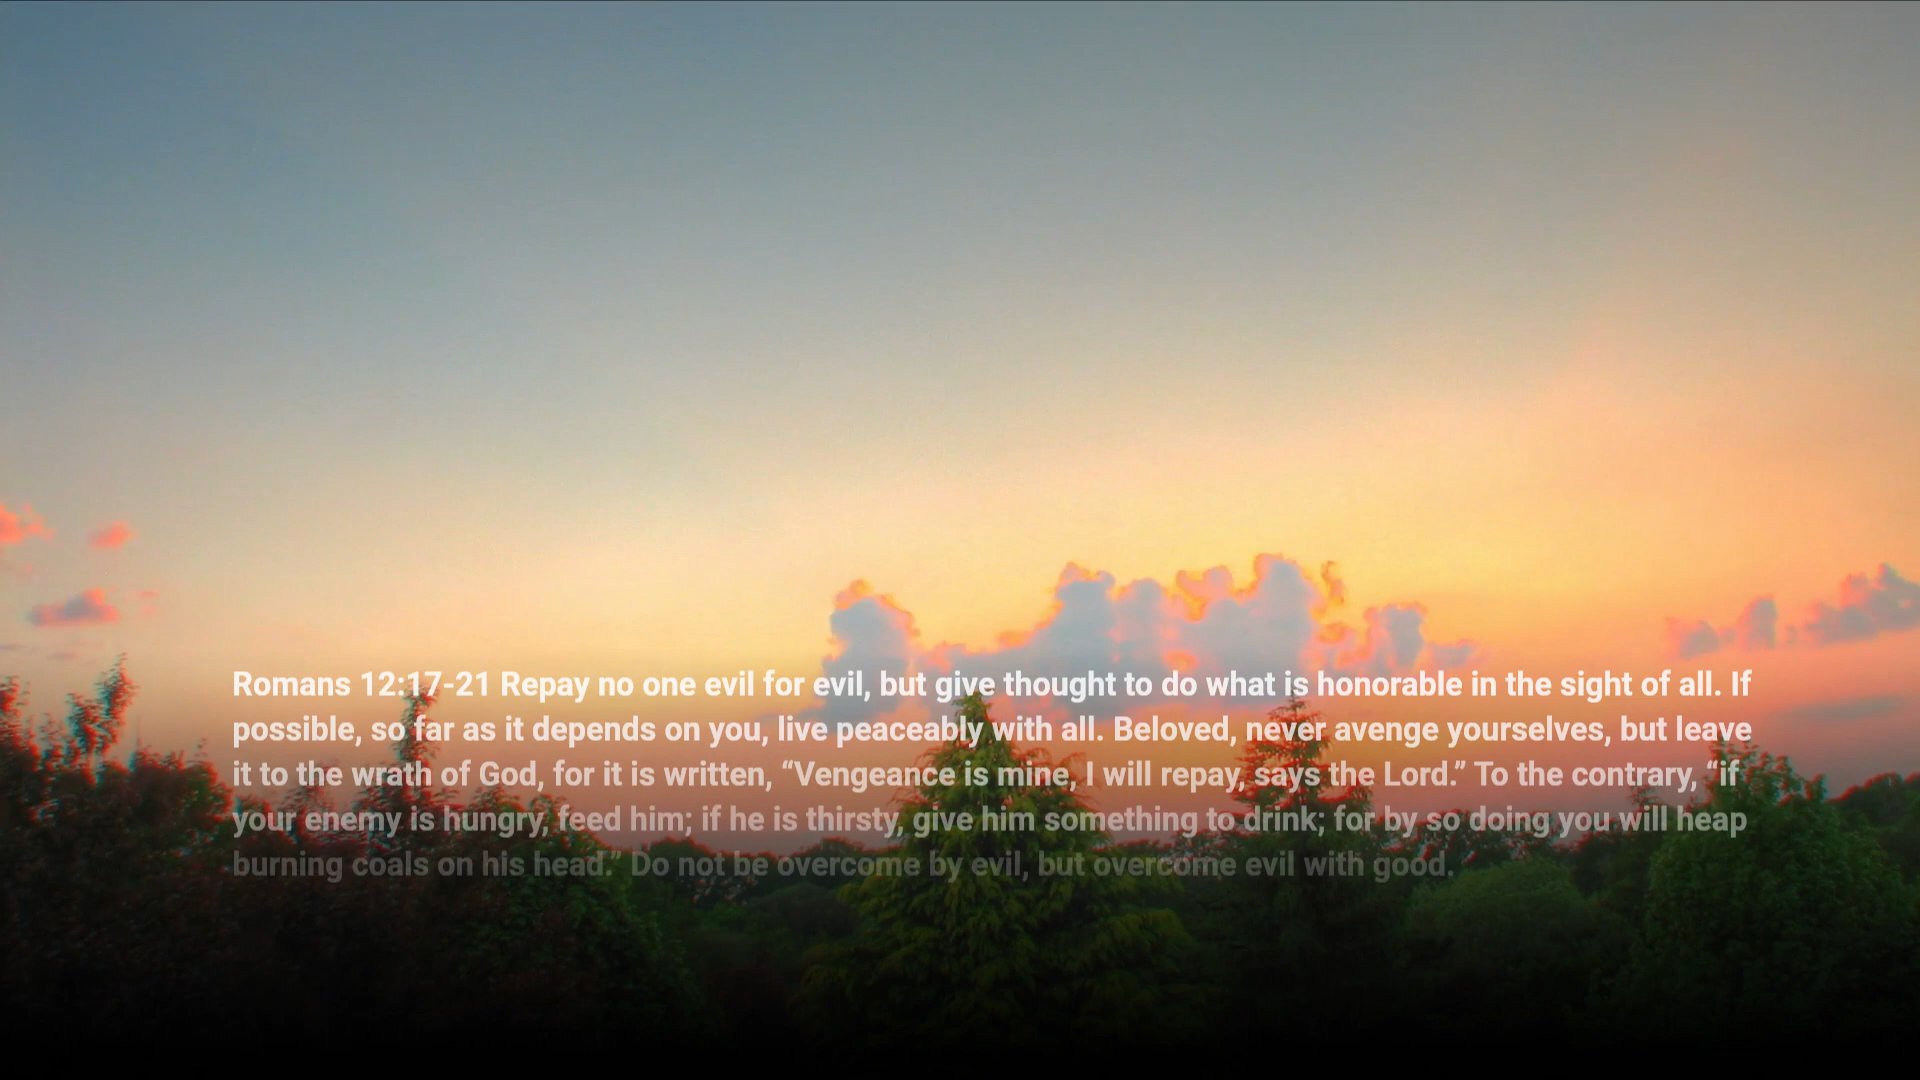 Romans 12:17-21 Repay no one evil for evil, but give thought to do what is honorable in the sight of all. If
possible, so far as it depends on you, live peaceably with all. Beloved, never avenge yourselves, but leave
it to the wrath of God, for it is written, “Vengeance is mine, I will repay, says the Lord.” To the contrary, “if
your enemy is hungry, feed him; if he is thirsty, give him something to drink; for by so doing you will heap
burning coals on his head.” Do not be overcome by evil, but overcome evil with good.